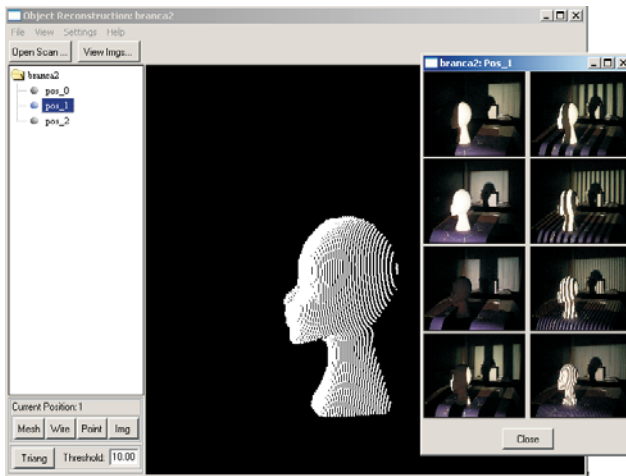 Object Reconstruction: branca2
File View Settings Help
Open Scan ... View Imgs...
branca2
pos_0
pos_1
pos_2
Current Position: 1
Mesh Wire Point Img
Triang Threshold: 10.00
branca2: Pos_1
Close